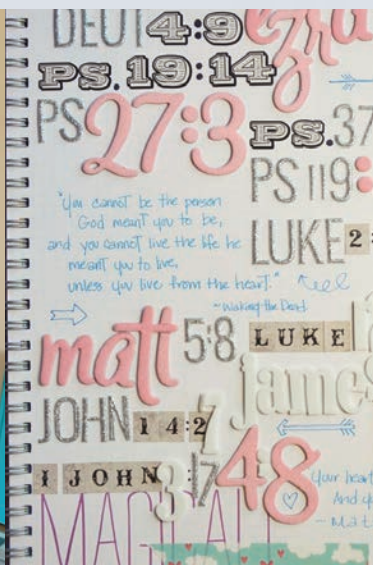 DEUT 4:9
ezra
PS. 19:14
PS 27:3
PS. 37
PS 119:
"You cannot be the person
God meant you to be,
and you cannot live the life he
meant you to live,
unless you live from the heart."
~ Waking the Dead
LUKE 2:
matt 5:8
LUKE
james
JOHN 14:27
I JOHN 3:17
48
Your heart
And yo
- Mat
MAGICAL